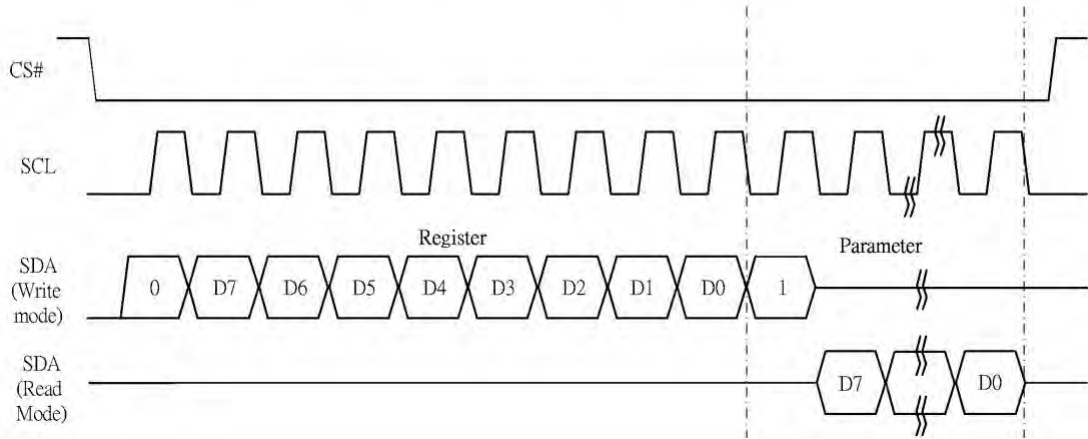 CS#
SCL
Register
Parameter
SDA
(Write
mode)
0 D7 D6 D5 D4 D3 D2 D1 D0 1
SDA
(Read
Mode)
D7 D0